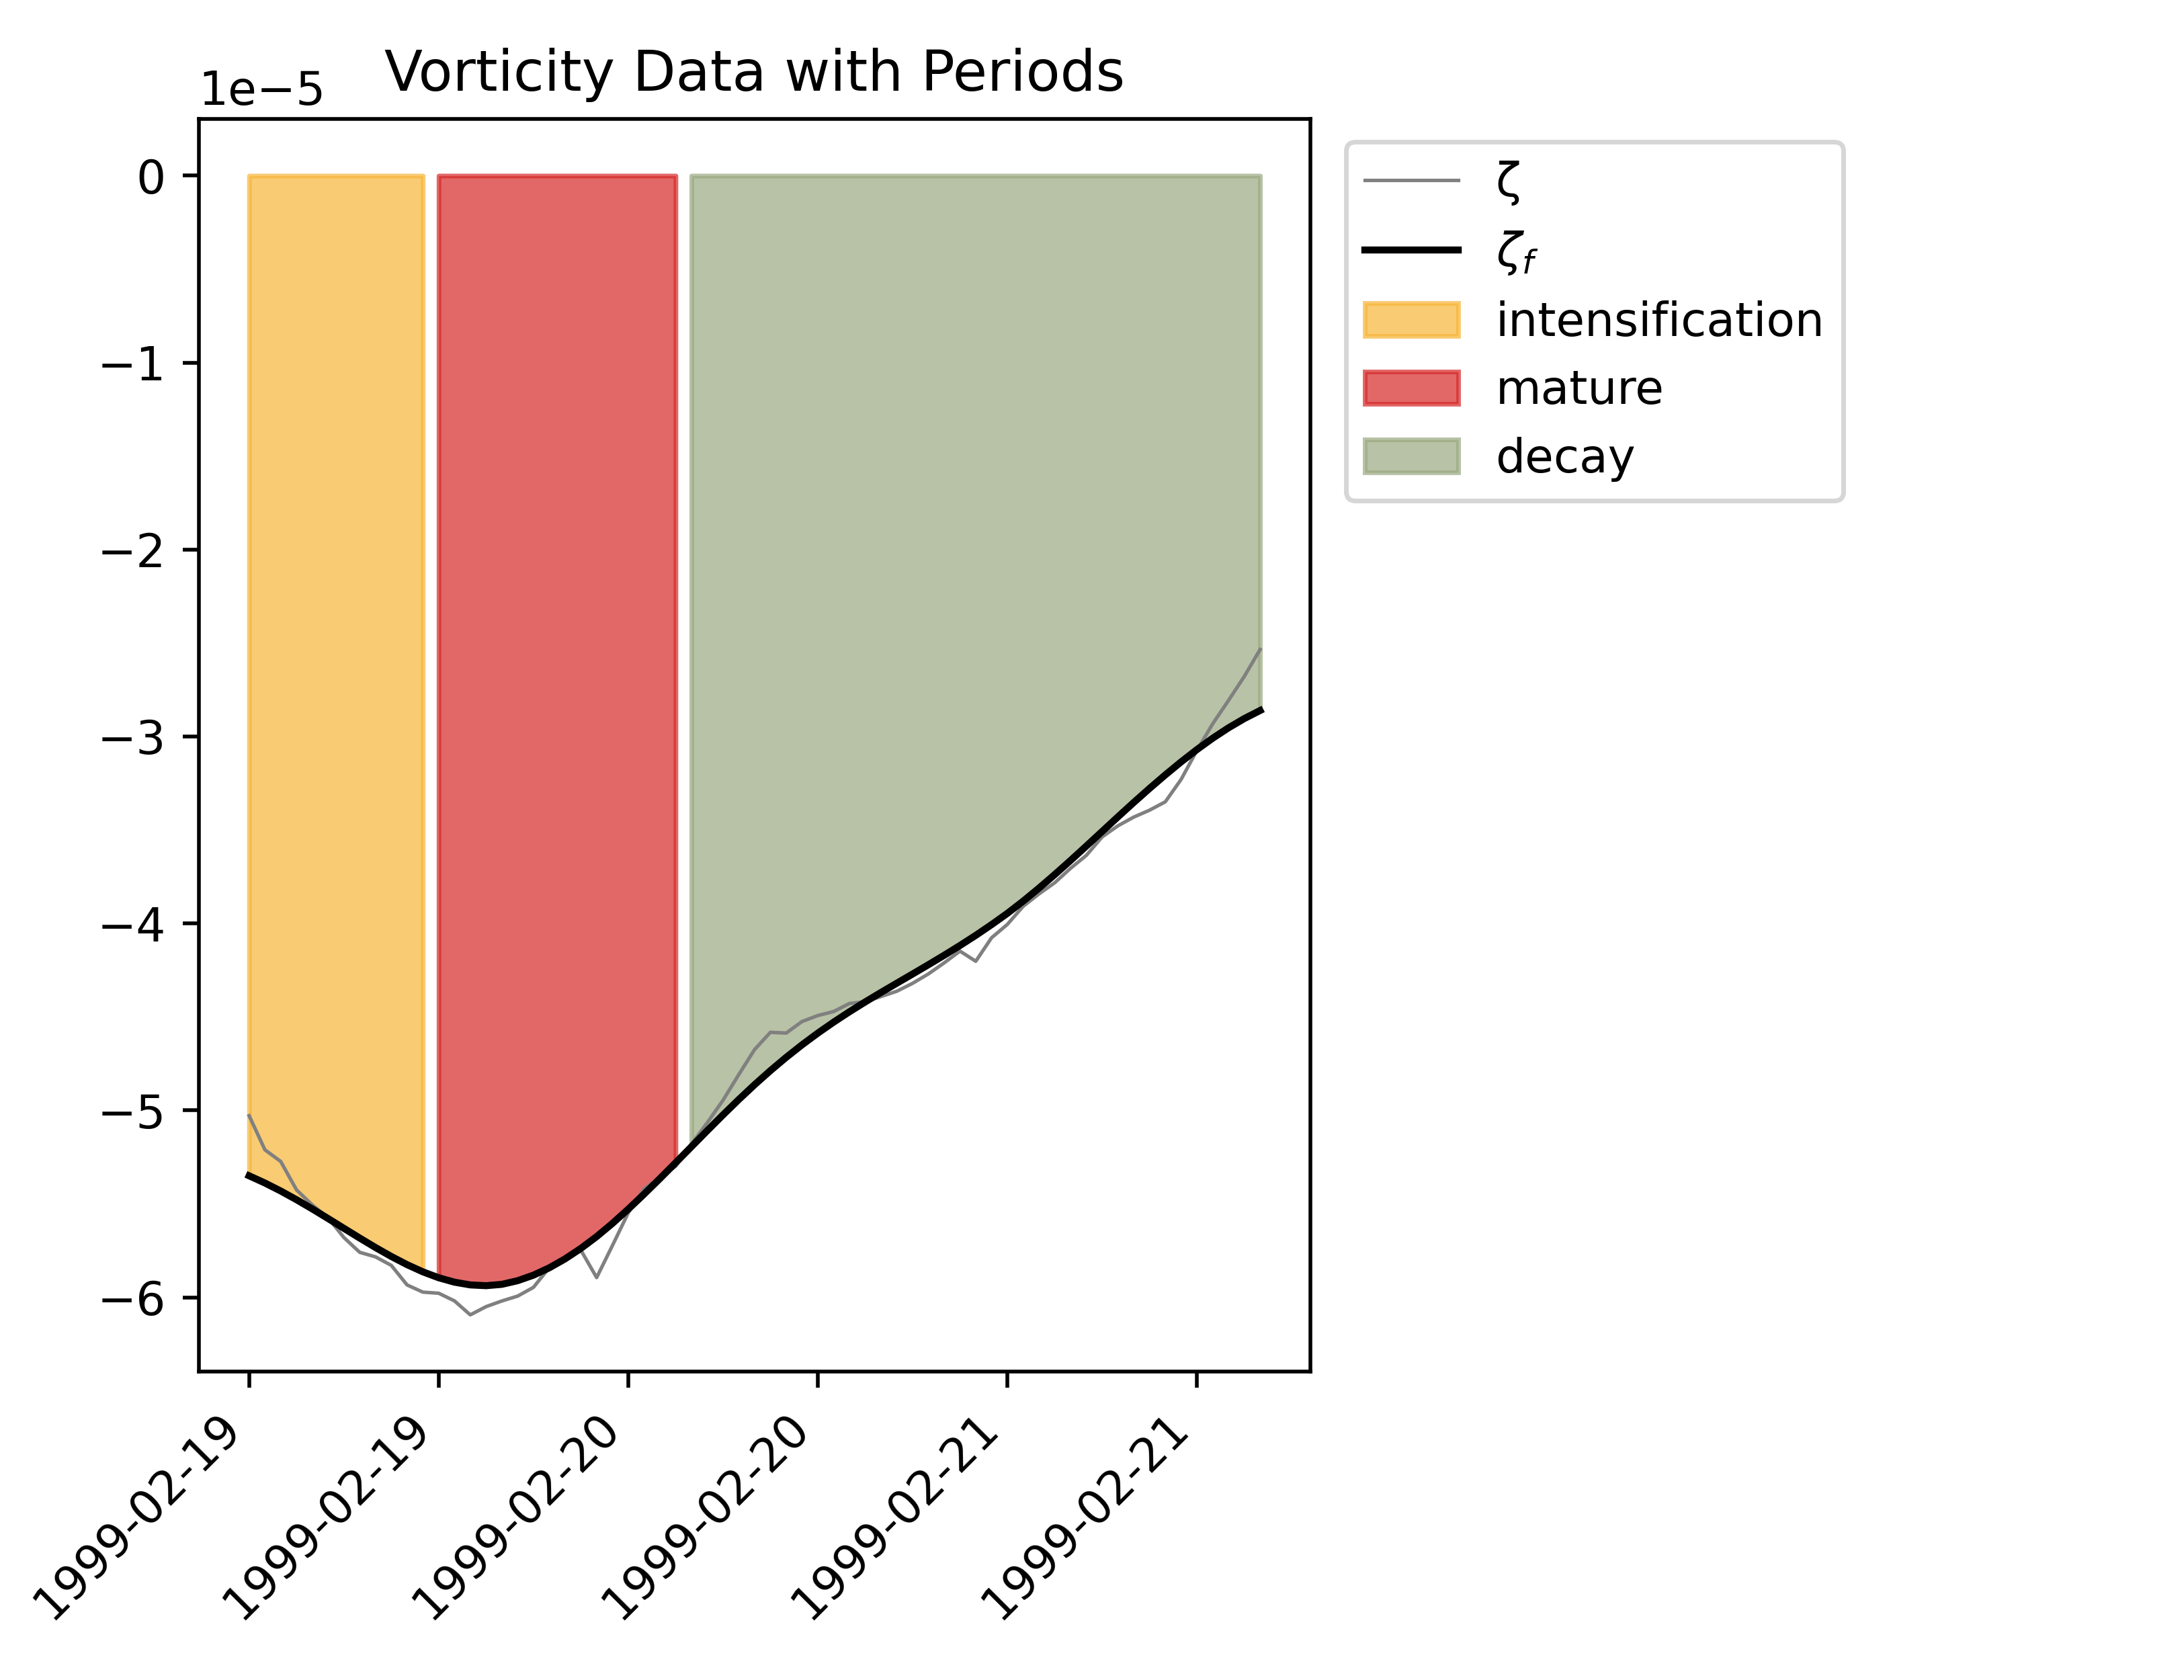 Vorticity Data with Periods
1e−5
0
−1
−2
−3
−4
−5
−6
1999-02-19
1999-02-19
1999-02-20
1999-02-20
1999-02-21
1999-02-21
ζ
ζf
intensification
mature
decay